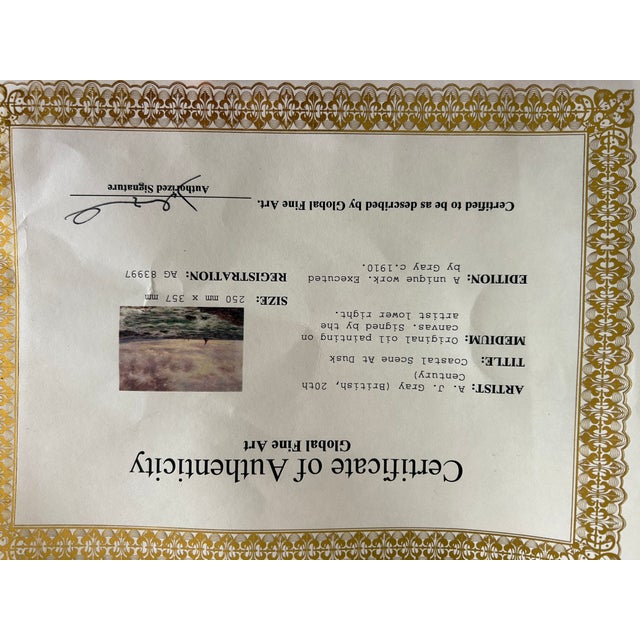 Certificate of Authenticity
Global Fine Art
ARTIST: A. J. Gray (British, 20th
Century)
TITLE: Coastal Scene At Dusk
MEDIUM: Original oil painting on
canvas. Signed by the
artist lower right.
SIZE: 250 mm x 357 mm
EDITION: A unique work. Executed
by Gray c.1910.
REGISTRATION: AG 83997
Certified to be as described by Global Fine Art.
Authorized Signature